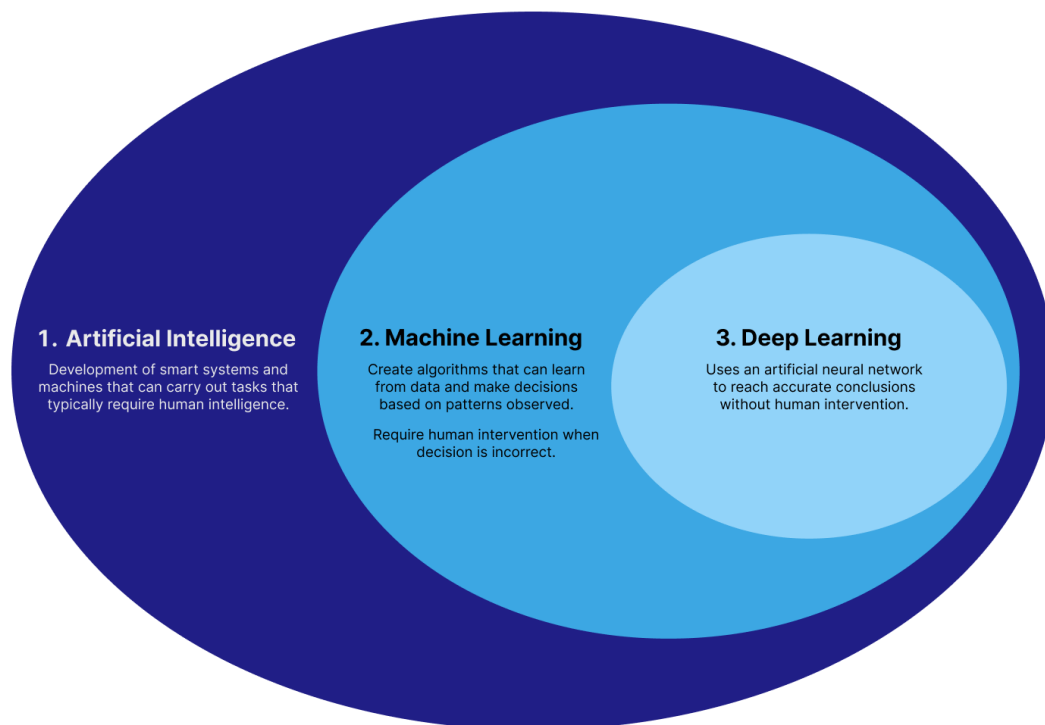 1. Artificial Intelligence
Development of smart systems and
machines that can carry out tasks that
typically require human intelligence.
2. Machine Learning
Create algorithms that can learn
from data and make decisions
based on patterns observed.
Require human intervention when
decision is incorrect.
3. Deep Learning
Uses an artificial neural network
to reach accurate conclusions
without human intervention.